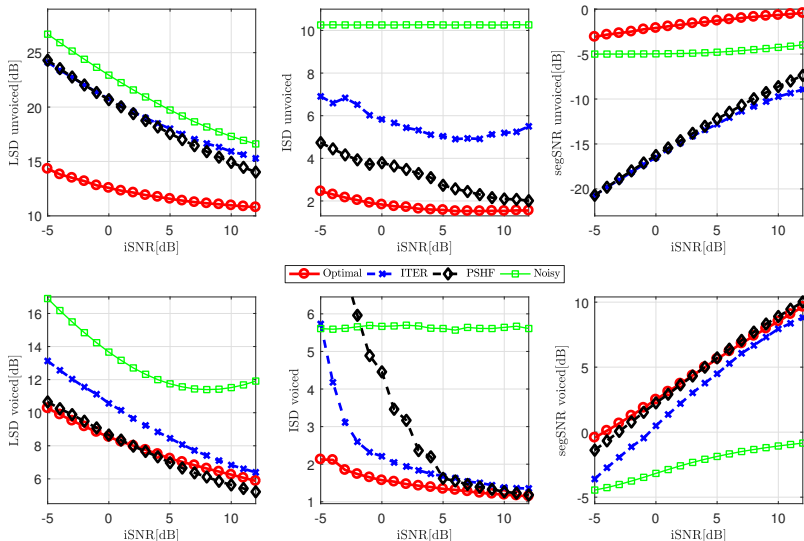 LSD unvoiced[dB]
25
20
15
10
-5 0 5 10
iSNR[dB]
ISD unvoiced
10
8
6
4
2
-5 0 5 10
iSNR[dB]
segSNR unvoiced[dB]
0
-5
-10
-15
-20
-5 0 5 10
iSNR[dB]
Optimal ITER PSHF Noisy
LSD voiced[dB]
16
14
12
10
8
6
-5 0 5 10
iSNR[dB]
ISD voiced
6
5
4
3
2
1
-5 0 5 10
iSNR[dB]
segSNR voiced[dB]
10
5
0
-5
-5 0 5 10
iSNR[dB]